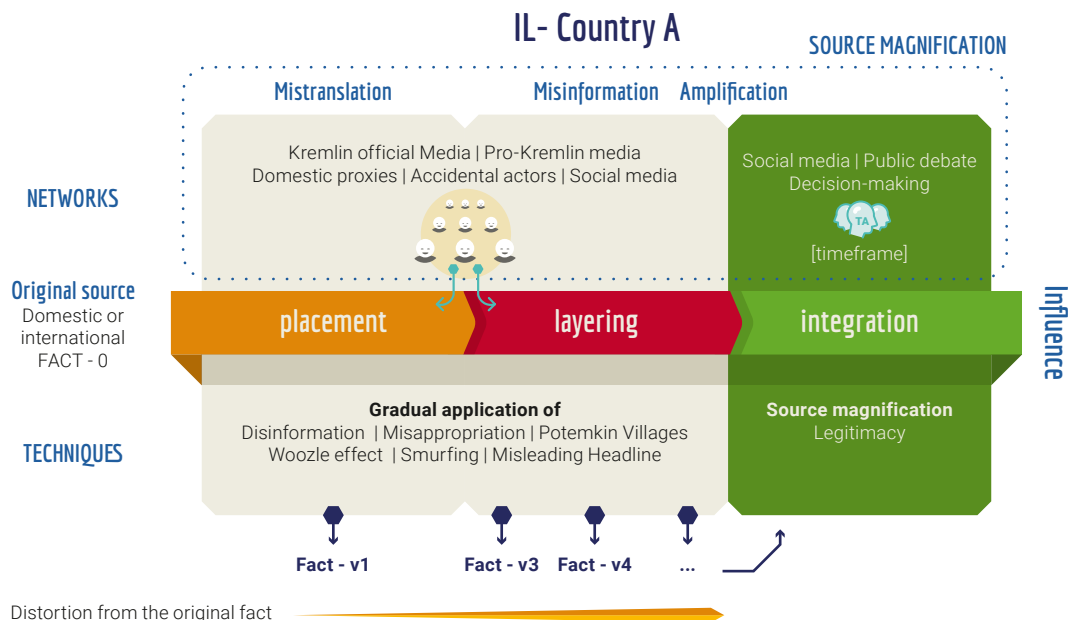 IL- Country A
SOURCE MAGNIFICATION
Mistranslation
Misinformation
Amplification
Kremlin official Media | Pro-Kremlin media
Domestic proxies | Accidental actors | Social media
Social media | Public debate
Decision-making
TA
[timeframe]
NETWORKS
Original source
Domestic or
international
FACT - 0
placement
layering
integration
Influence
TECHNIQUES
Gradual application of
Disinformation | Misappropriation | Potemkin Villages
Woozle effect | Smurfing | Misleading Headline
Source magnification
Legitimacy
Fact - v1
Fact - v3
Fact - v4
...
Distortion from the original fact